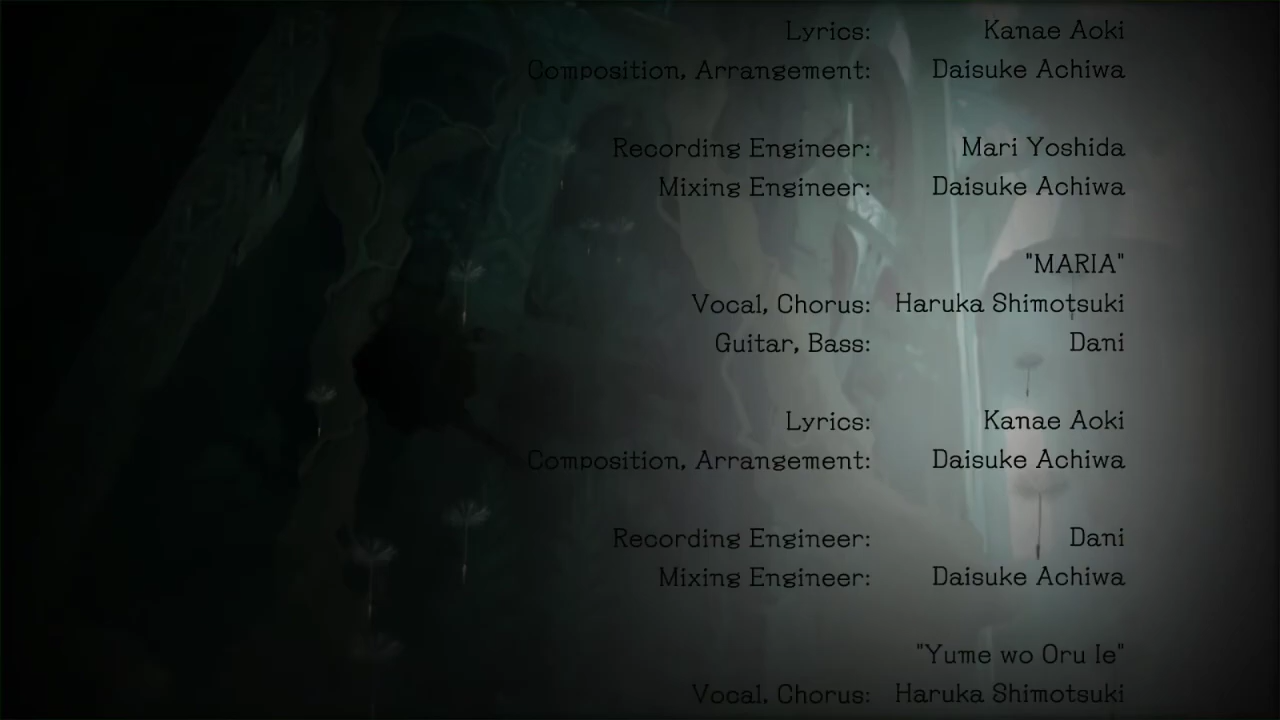 Lyrics: Kanae Aoki
Composition, Arrangement: Daisuke Achiwa
Recording Engineer: Mari Yoshida
Mixing Engineer: Daisuke Achiwa
"MARIA"
Vocal, Chorus: Haruka Shimotsuki
Guitar, Bass: Dani
Lyrics: Kanae Aoki
Composition, Arrangement: Daisuke Achiwa
Recording Engineer: Dani
Mixing Engineer: Daisuke Achiwa
"Yume wo Oru Ie"
Vocal, Chorus: Haruka Shimotsuki